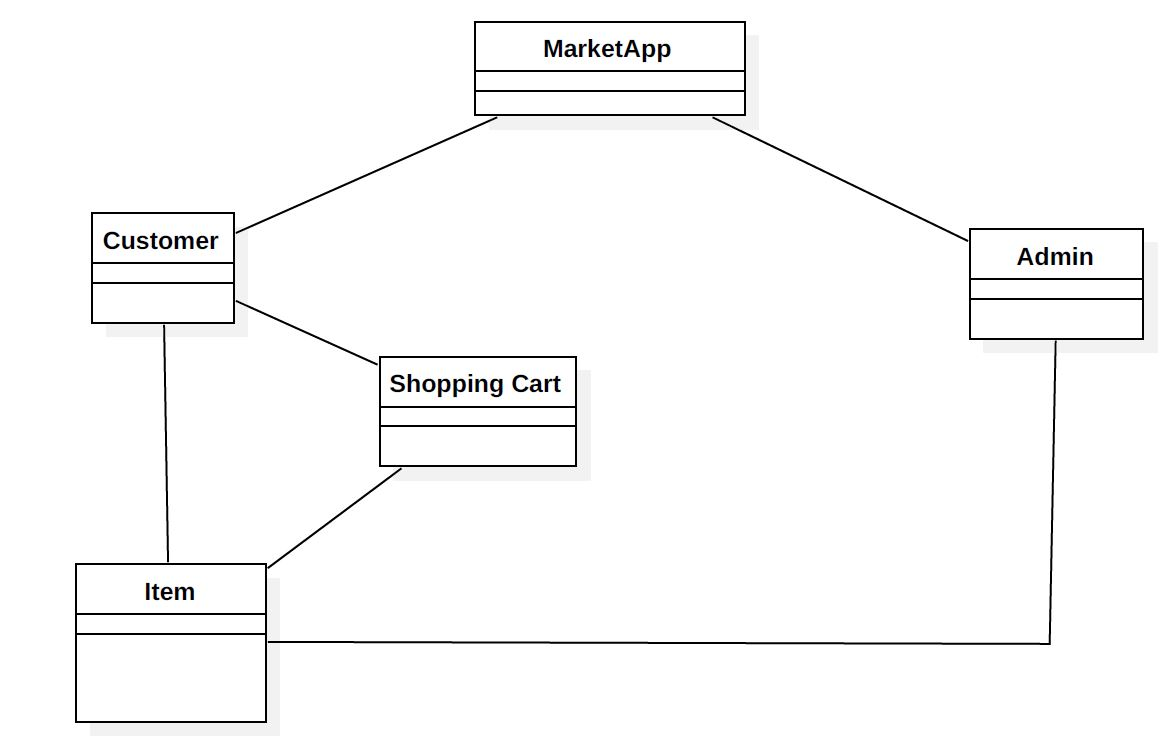 MarketApp
Customer
Admin
Shopping Cart
Item